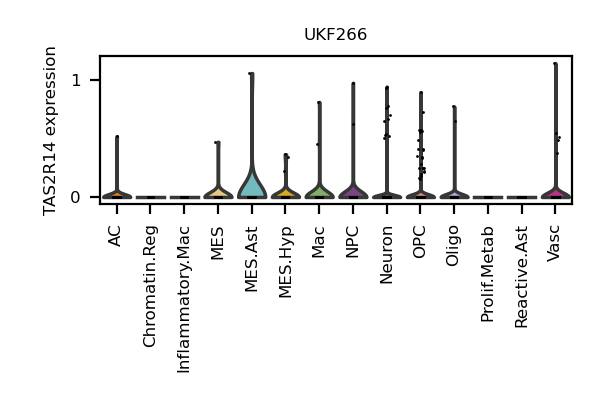 UKF266
TAS2R14 expression
1
0
AC
Chromatin.Reg
Inflammatory.Mac
MES
MES.Ast
MES.Hyp
Mac
NPC
Neuron
OPC
Oligo
Prolif.Metab
Reactive.Ast
Vasc